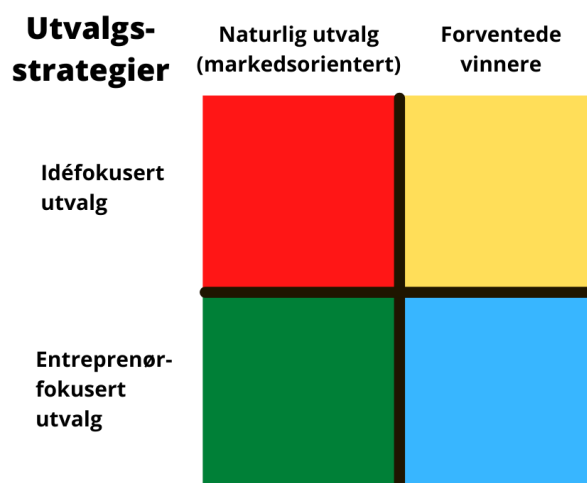 Utvalgs-
strategier
Naturlig utvalg
(markedsorientert)
Forventede
vinnere
Idéfokusert
utvalg
Entreprenør-
fokusert
utvalg